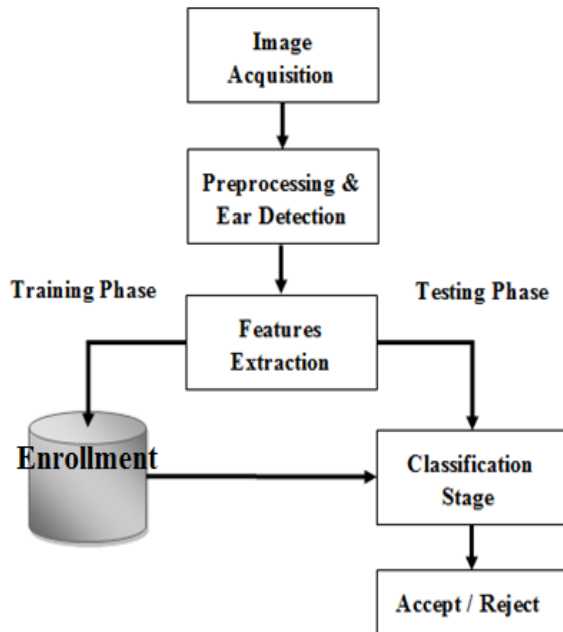 Image
Acquisition
Preprocessing &
Ear Detection
Training Phase
Testing Phase
Features
Extraction
Enrollment
Classification
Stage
Accept / Reject